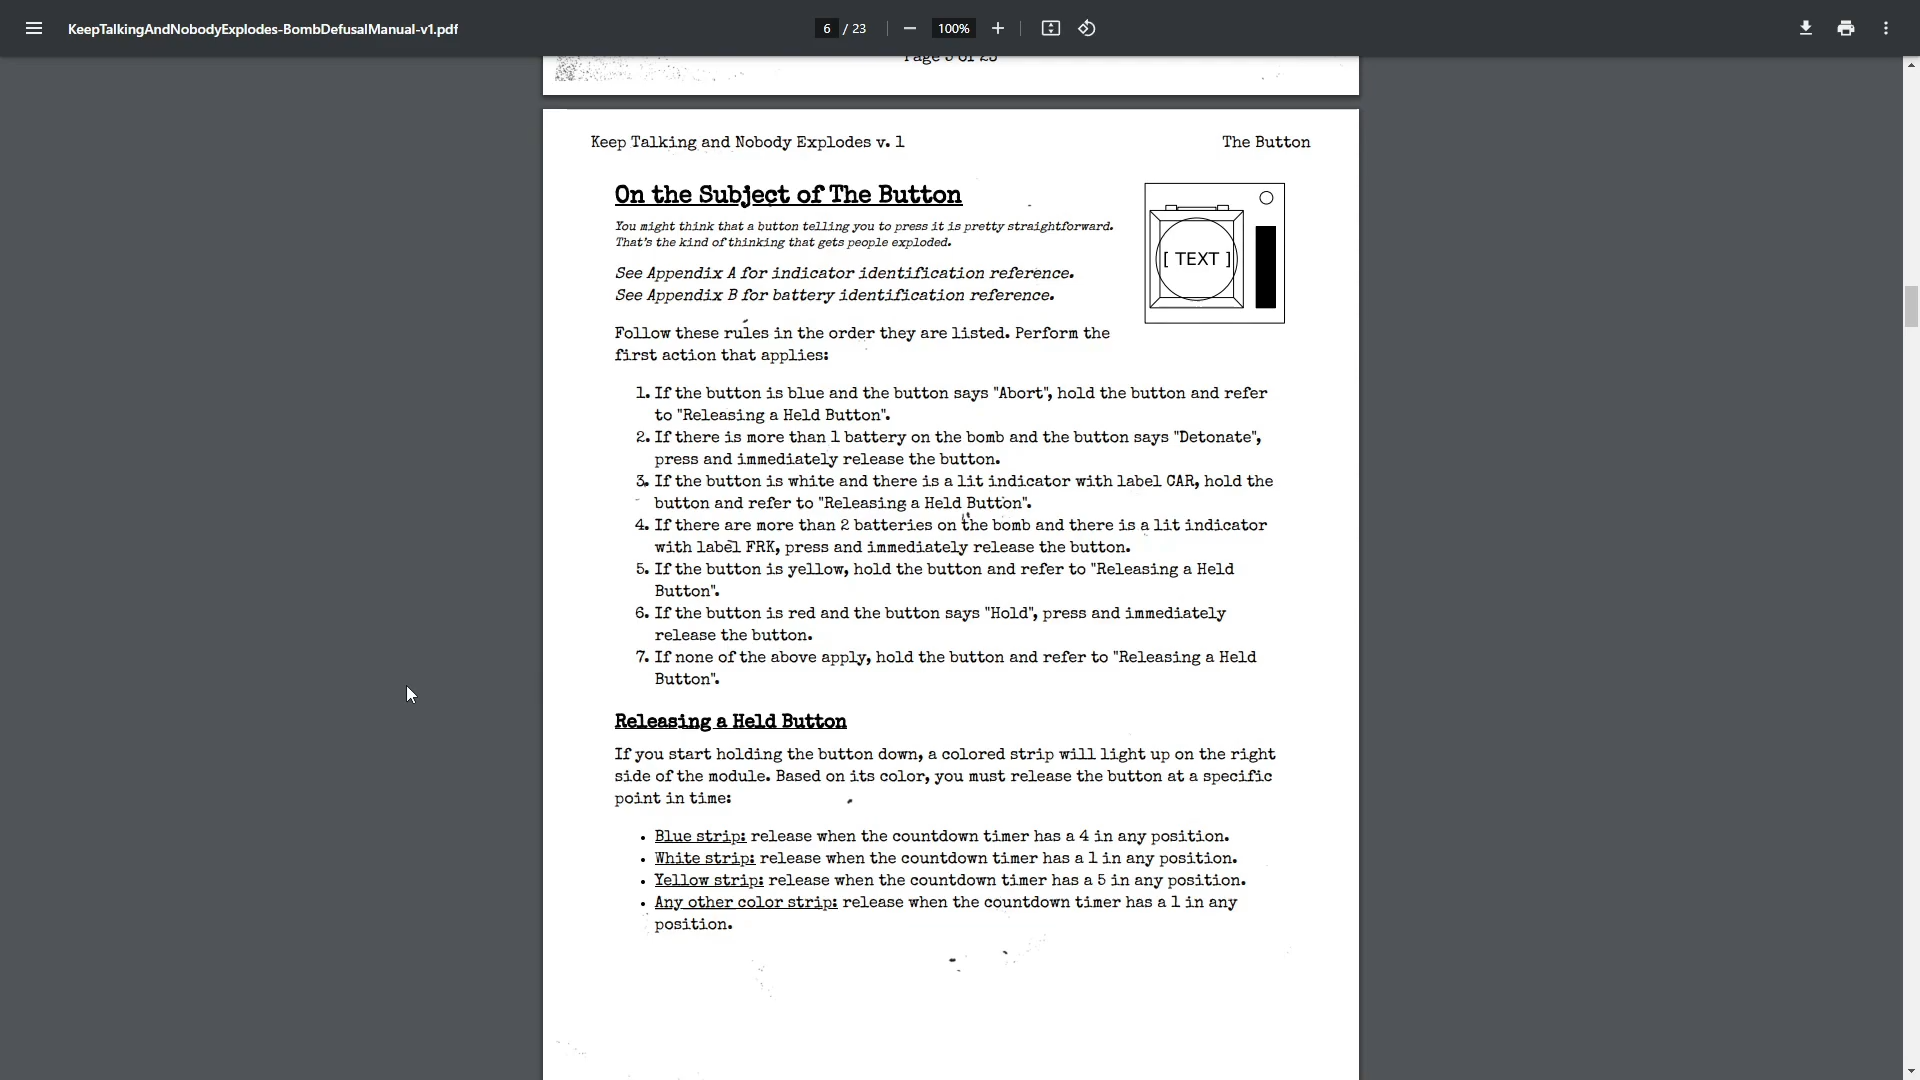 KeepTalkingAndNobodyExplodes-BombDefusalManual-v1.pdf
6 / 23
100%
Page 5 of 23
Keep Talking and Nobody Explodes v. 1
The Button
On the Subject of The Button
You might think that a button telling you to press it is pretty straightforward.
That's the kind of thinking that gets people exploded.
See Appendix A for indicator identification reference.
See Appendix B for battery identification reference.
[ TEXT ]
Follow these rules in the order they are listed. Perform the
first action that applies:
1. If the button is blue and the button says "Abort", hold the button and refer
to "Releasing a Held Button".
2. If there is more than 1 battery on the bomb and the button says "Detonate",
press and immediately release the button.
3. If the button is white and there is a lit indicator with label CAR, hold the
button and refer to "Releasing a Held Button".
4. If there are more than 2 batteries on the bomb and there is a lit indicator
with label FRK, press and immediately release the button.
5. If the button is yellow, hold the button and refer to "Releasing a Held
Button".
6. If the button is red and the button says "Hold", press and immediately
release the button.
7. If none of the above apply, hold the button and refer to "Releasing a Held
Button".
Releasing a Held Button
If you start holding the button down, a colored strip will light up on the right
side of the module. Based on its color, you must release the button at a specific
point in time:
• Blue strip: release when the countdown timer has a 4 in any position.
• White strip: release when the countdown timer has a 1 in any position.
• Yellow strip: release when the countdown timer has a 5 in any position.
• Any other color strip: release when the countdown timer has a 1 in any
position.